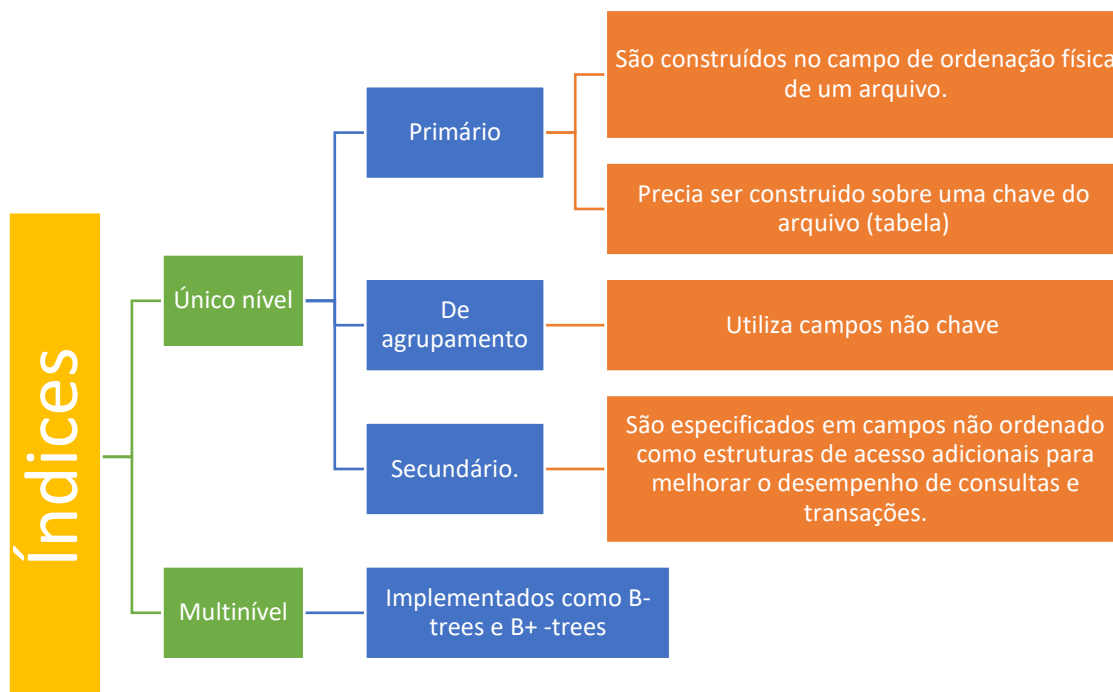 Índices
Único nível
Primário
São construídos no campo de ordenação física
de um arquivo.
Precia ser construido sobre uma chave do
arquivo (tabela)
De
agrupamento
Utiliza campos não chave
Secundário.
São especificados em campos não ordenado
como estruturas de acesso adicionais para
melhorar o desempenho de consultas e
transações.
Multinível
Implementados como B-
trees e B+ -trees